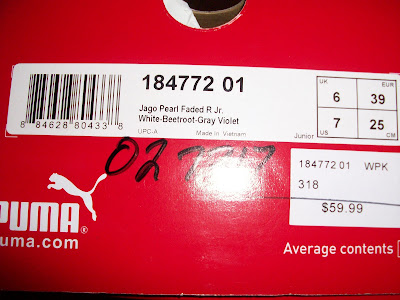 184772 01
Jago Pearl Faded R Jr.
White-Beetroot-Gray Violet
8 84628 80433 8
UPC-A Made In Vietnam Junior
UK EUR
6 39
7 25
US CM
184772 01 WPK
318
$59.99
PUMA
uma.com
Average contents